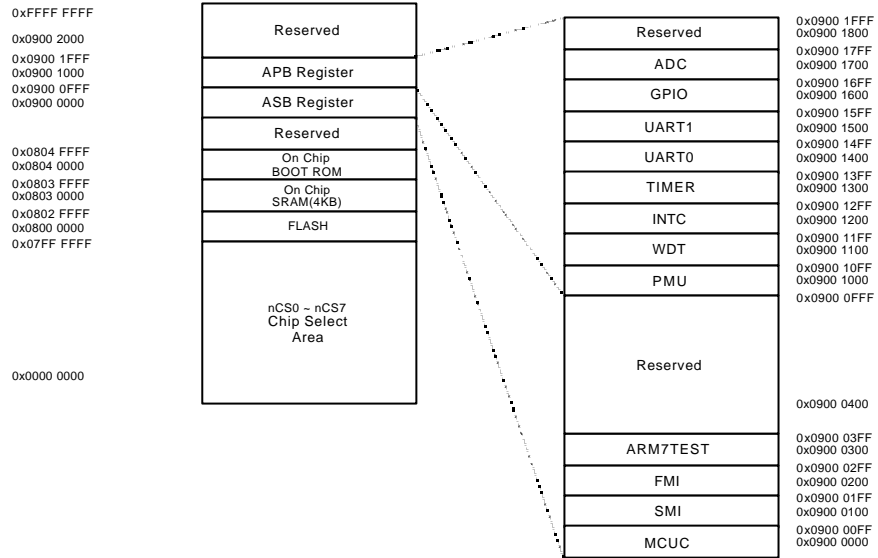 0xFFFF FFFF
Reserved
0x0900 2000
0x0900 1FFF
APB Register
0x0900 1000
0x0900 0FFF
ASB Register
0x0900 0000
Reserved
0x0804 FFFF
On Chip
BOOT ROM
0x0804 0000
0x0803 FFFF
On Chip
SRAM(4KB)
0x0803 0000
0x0802 FFFF
FLASH
0x0800 0000
0x07FF FFFF
nCS0 ~ nCS7
Chip Select
Area
0x0000 0000
Reserved
0x0900 1FFF
0x0900 1800
ADC
0x0900 17FF
0x0900 1700
GPIO
0x0900 16FF
0x0900 1600
UART1
0x0900 15FF
0x0900 1500
UART0
0x0900 14FF
0x0900 1400
TIMER
0x0900 13FF
0x0900 1300
INTC
0x0900 12FF
0x0900 1200
WDT
0x0900 11FF
0x0900 1100
PMU
0x0900 10FF
0x0900 1000
0x0900 0FFF
Reserved
0x0900 0400
ARM7TEST
0x0900 03FF
0x0900 0300
FMI
0x0900 02FF
0x0900 0200
SMI
0x0900 01FF
0x0900 0100
MCUC
0x0900 00FF
0x0900 0000